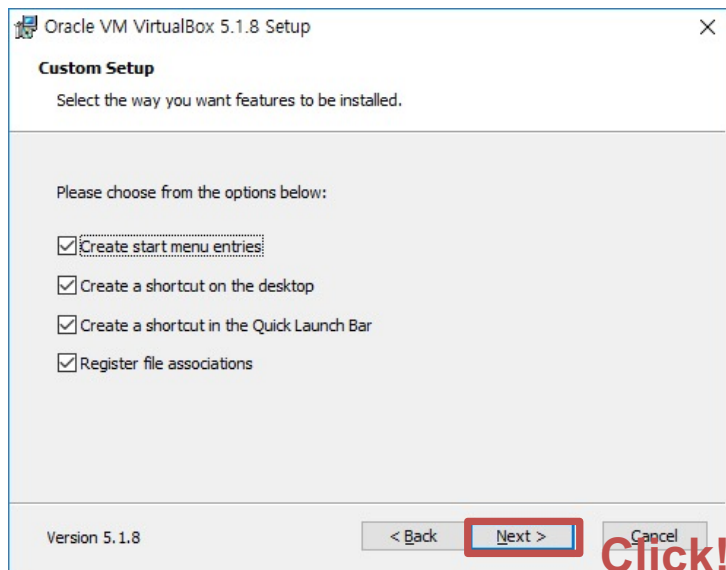 Oracle VM VirtualBox 5.1.8 Setup
Custom Setup
Select the way you want features to be installed.
Please choose from the options below:
Create start menu entries
Create a shortcut on the desktop
Create a shortcut in the Quick Launch Bar
Register file associations
Version 5.1.8
< Back
Next >
Cancel
Click!